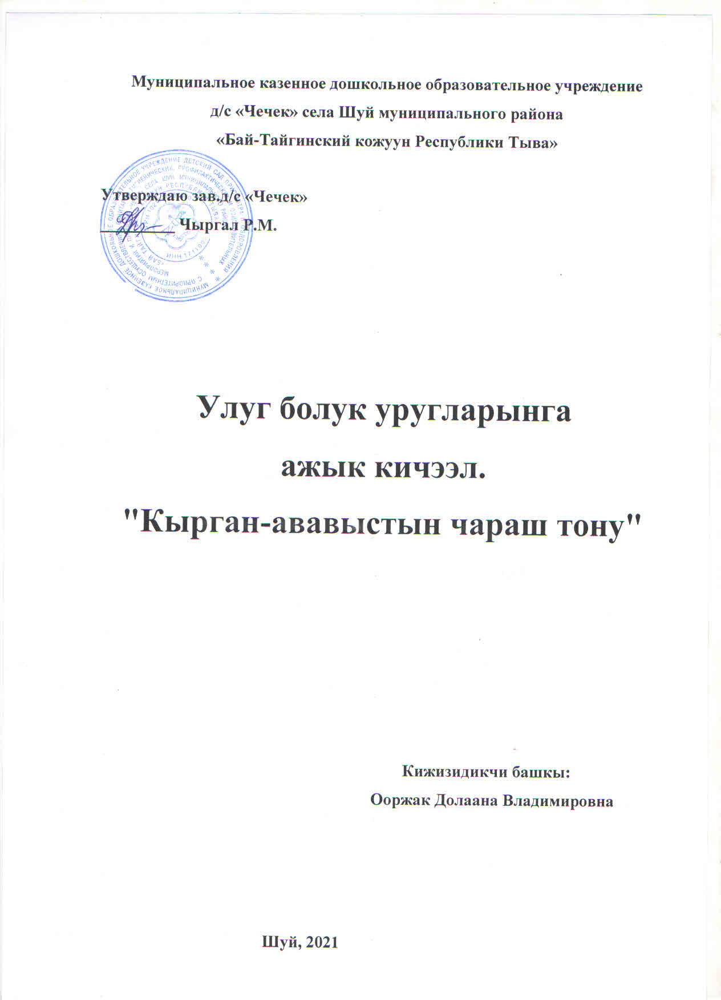 Муниципальное казенное дошкольное образовательное учреждение
д/с «Чечек» села Шуй муниципального района
«Бай-Тайгинский кожуун Республики Тыва»
Утверждаю зав.д/с «Чечек»
Чыргал Р.М.
Улуг болук уругларынга
ажык кичээл.
"Кырган-ававыстын чараш тону"
Кижизидикчи башкы:
Ооржак Долаана Владимировна
Шуй, 2021